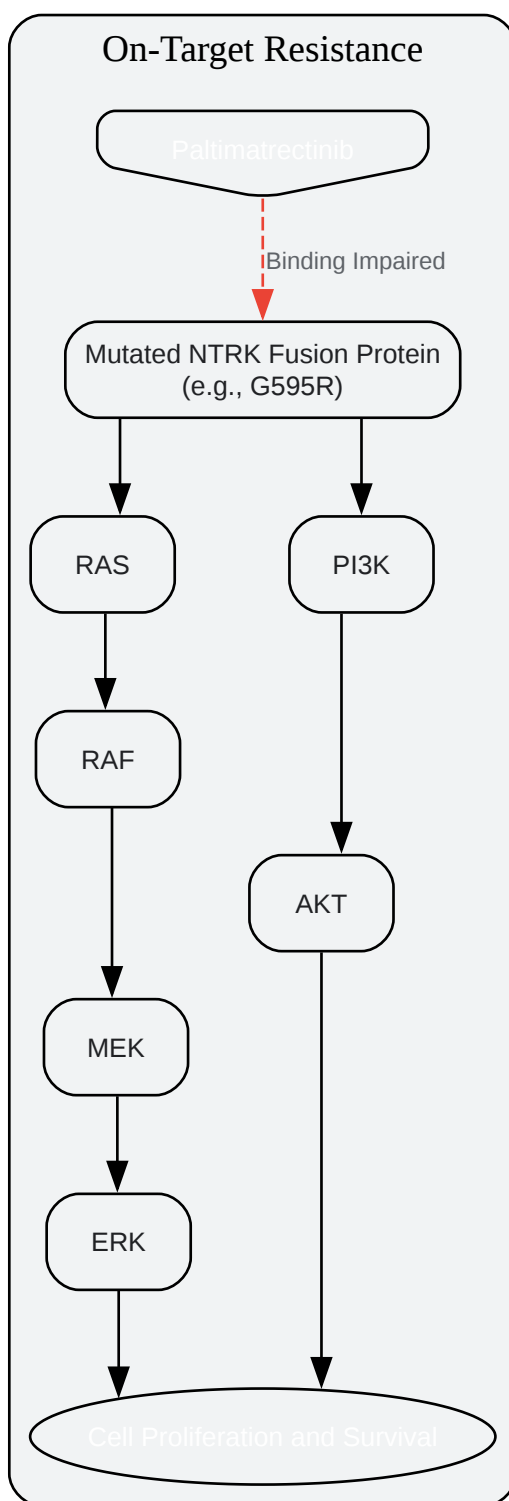 On-Target Resistance
Paltimatrectinib
Binding Impaired
Mutated NTRK Fusion Protein
(e.g., G595R)
RAS
PI3K
RAF
AKT
MEK
ERK
Cell Proliferation and Survival